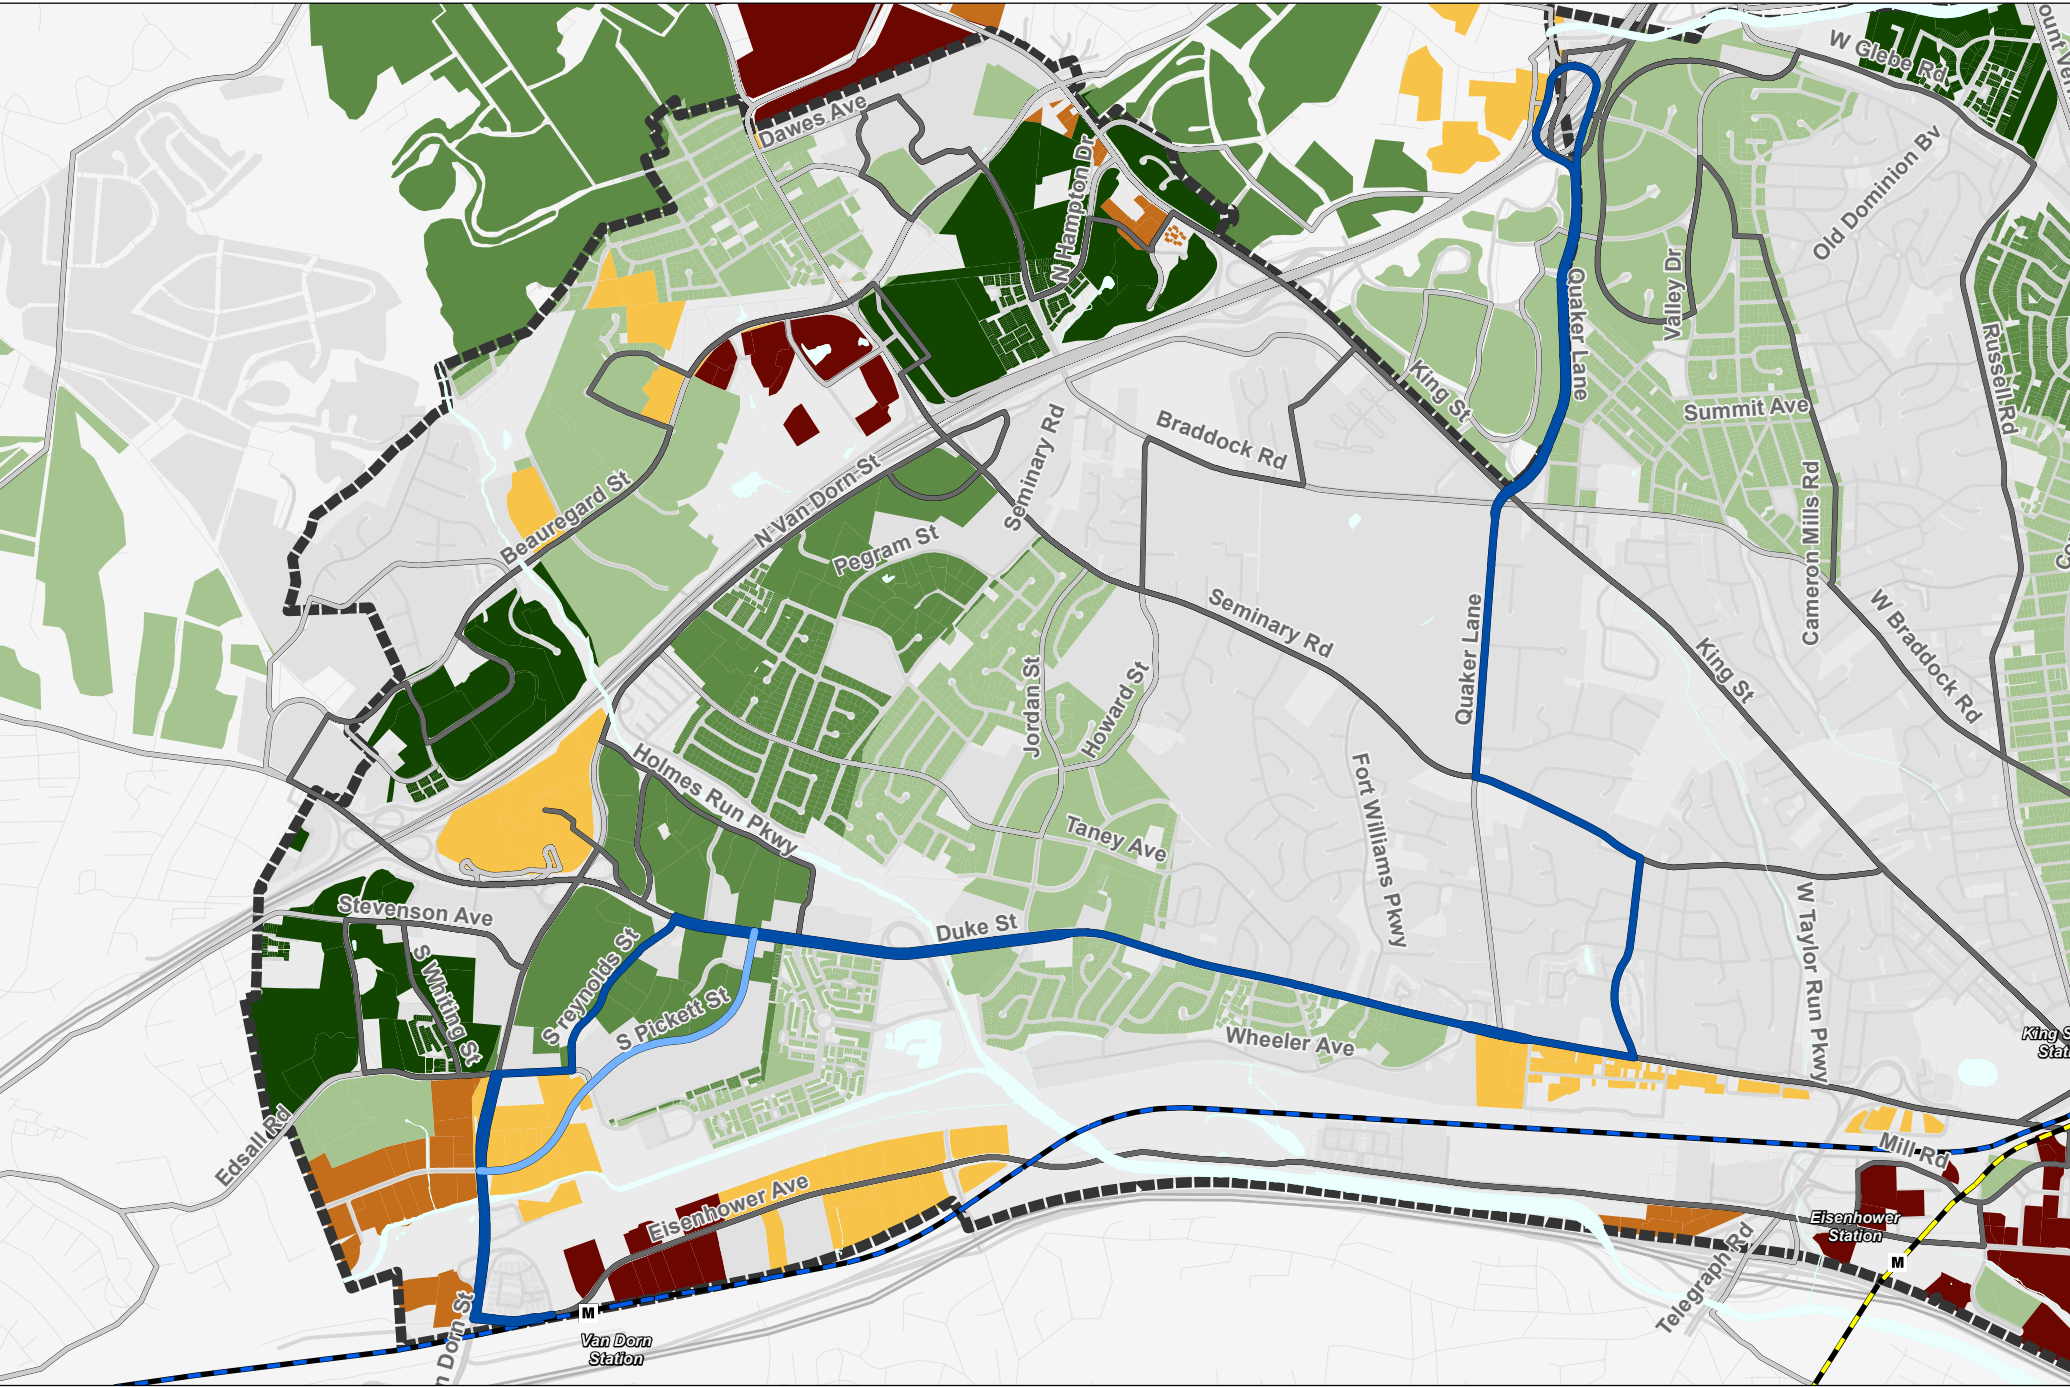 W Glebe Rd
Dawes Ave
N Hampton Dr
Old Dominion Bv
Valley Dr
Quaker Lane
Russell Rd
King St
Summit Ave
Seminary Rd
Braddock Rd
N Van Dorn St
Beauregard St
Cameron Mills Rd
Pegram St
Seminary Rd
Quaker Lane
W Braddock Rd
King St
Jordan St
Howard St
Holmes Run Pkwy
Fort Williams Pkwy
Taney Ave
Stevenson Ave
Duke St
W Taylor Run Pkwy
S Whiting St
S reynolds St
S Pickett St
Wheeler Ave
King S
Stat
Edsall Rd
Mill Rd
Eisenhower Ave
Eisenhower
Station
M
Telegraph Rd
M
Van Dorn
Station
n Dorn St